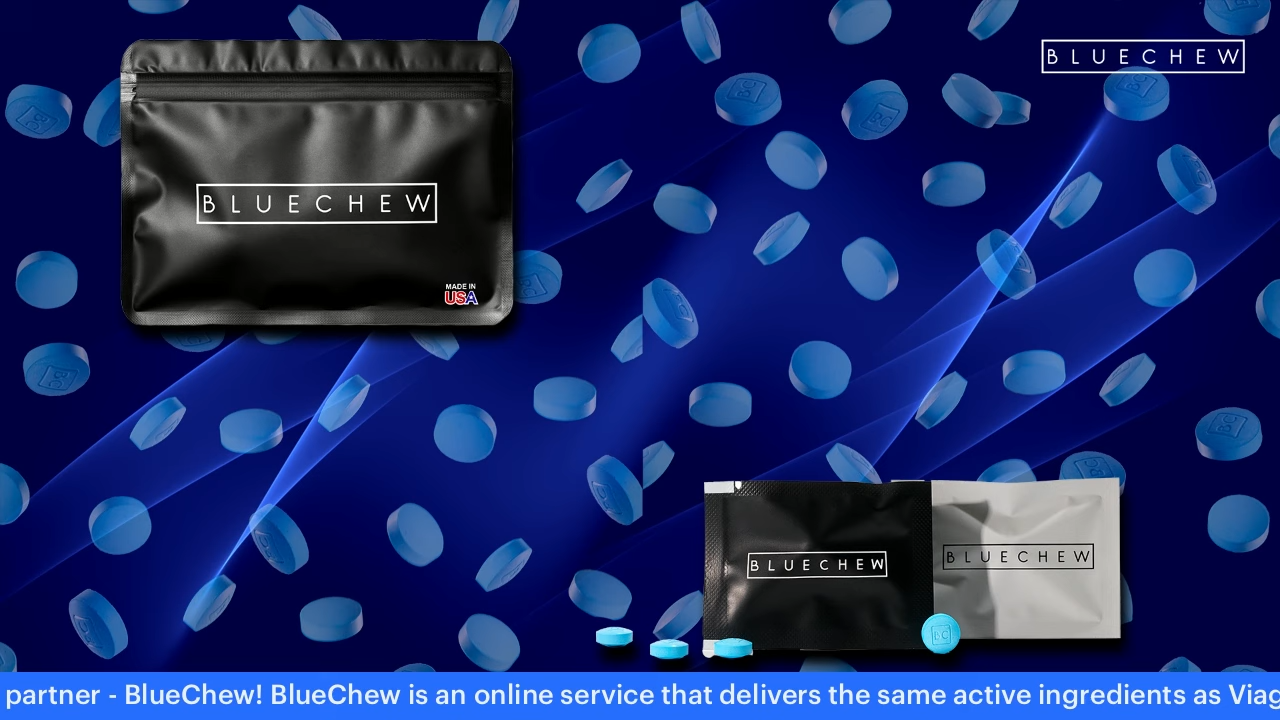 BLUECHEW
BLUECHEW
MADE IN
USA
BLUECHEW
BLUECHEW
BC
partner - BlueChew! BlueChew is an online service that delivers the same active ingredients as Viag